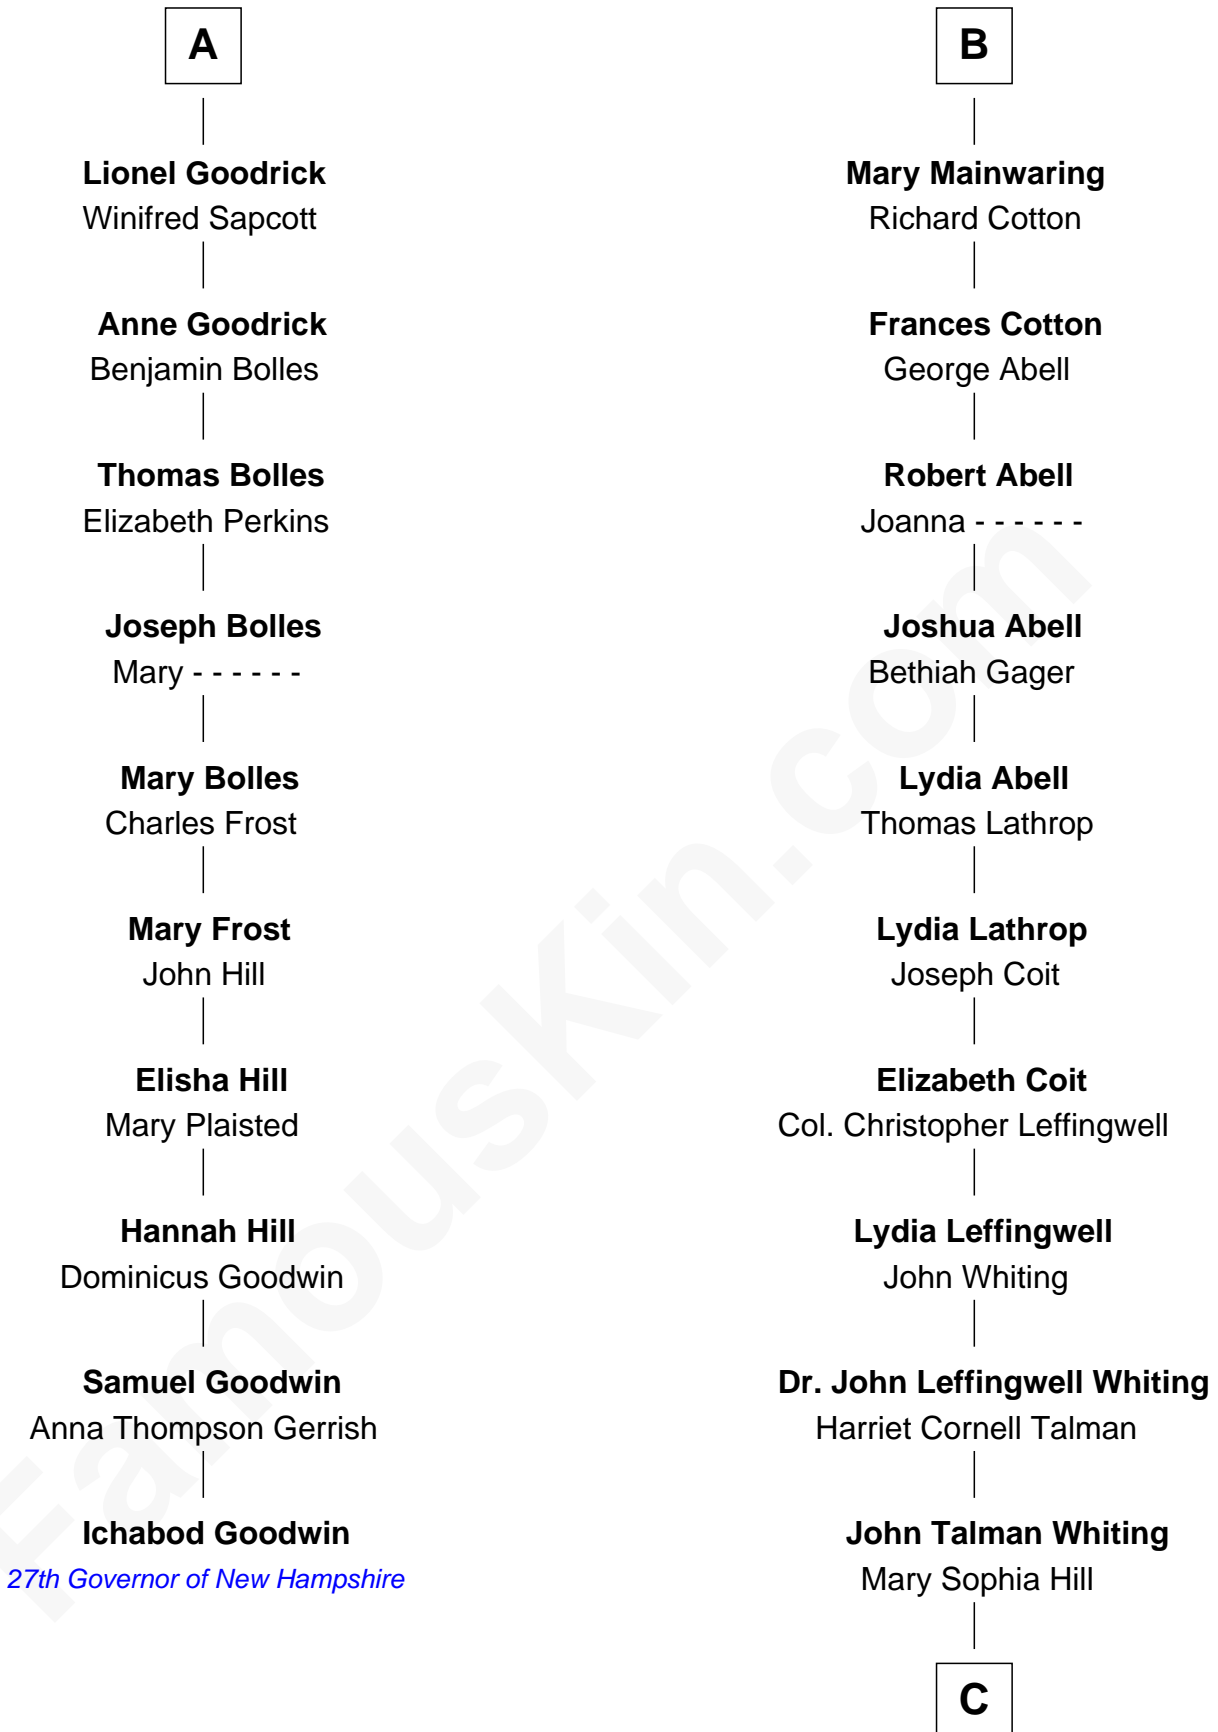 A
Lionel Goodrick
Winifred Sapcott
Anne Goodrick
Benjamin Bolles
Thomas Bolles
Elizabeth Perkins
Joseph Bolles
Mary - - - - - -
Mary Bolles
Charles Frost
Mary Frost
John Hill
Elisha Hill
Mary Plaisted
Hannah Hill
Dominicus Goodwin
Samuel Goodwin
Anna Thompson Gerrish
Ichabod Goodwin
27th Governor of New Hampshire
B
Mary Mainwaring
Richard Cotton
Frances Cotton
George Abell
Robert Abell
Joanna - - - - - -
Joshua Abell
Bethiah Gager
Lydia Abell
Thomas Lathrop
Lydia Lathrop
Joseph Coit
Elizabeth Coit
Col. Christopher Leffingwell
Lydia Leffingwell
John Whiting
Dr. John Leffingwell Whiting
Harriet Cornell Talman
John Talman Whiting
Mary Sophia Hill
C
FamousKin.com